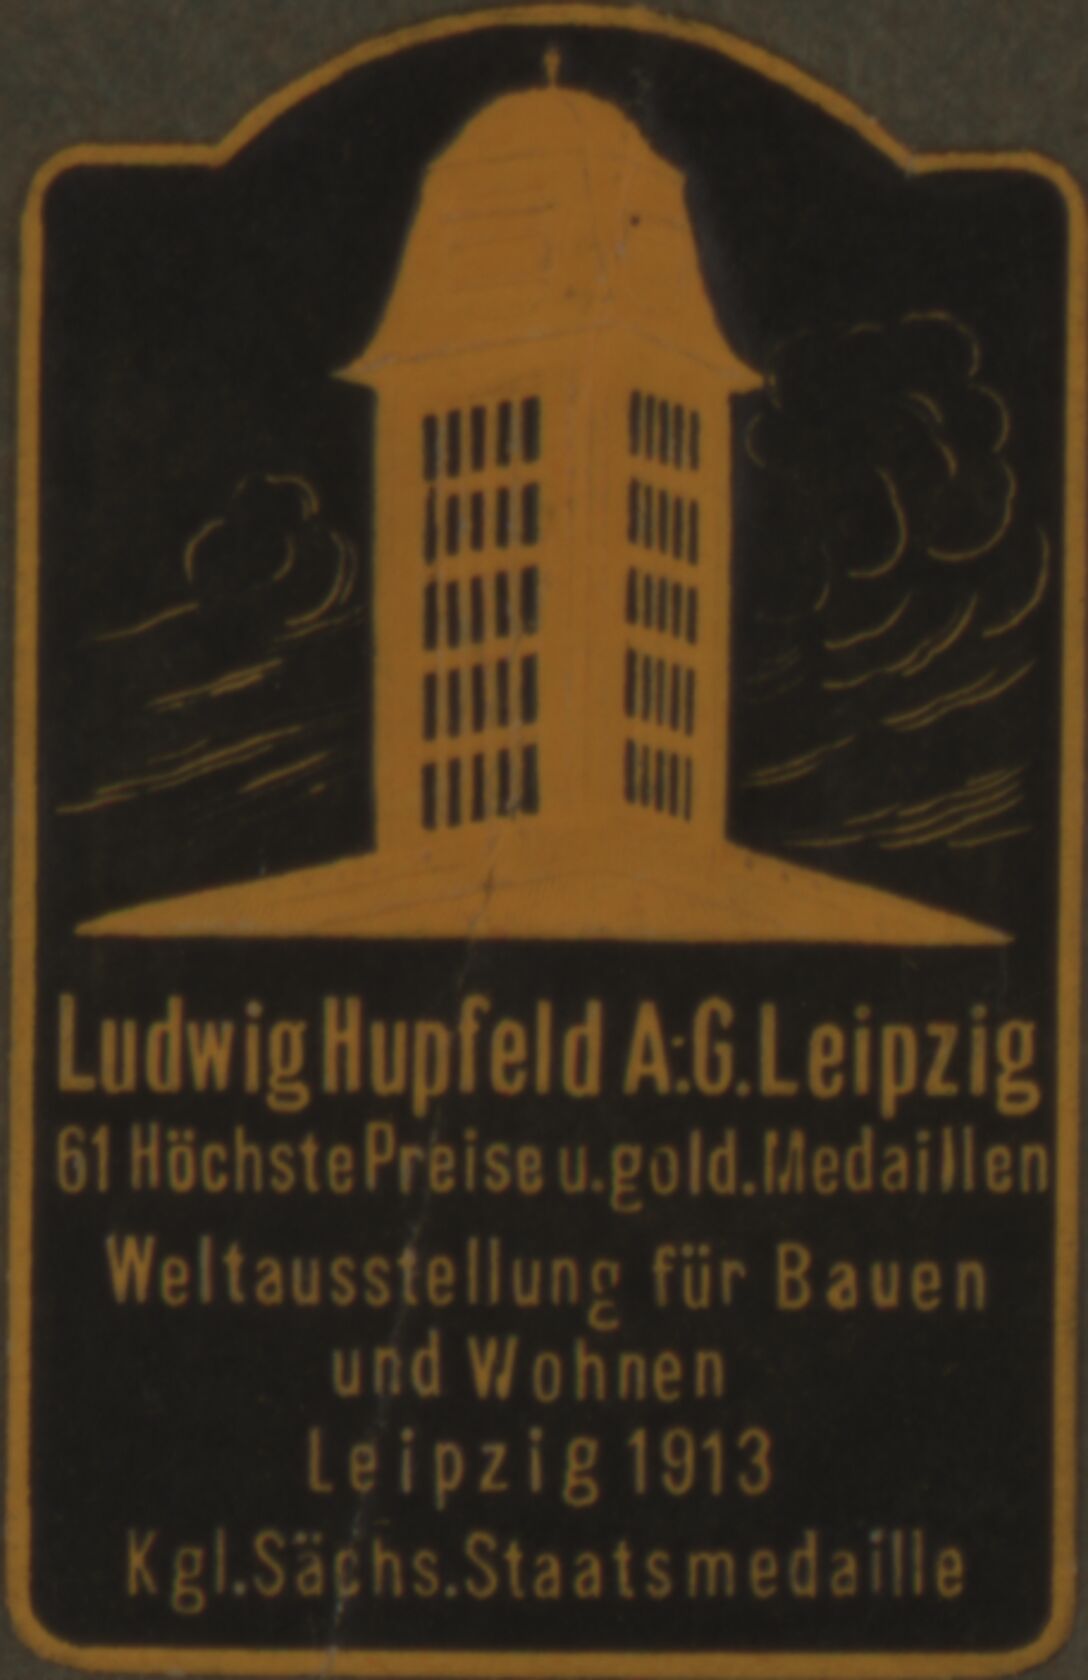 Ludwig Hupfeld A.:G. Leipzig
61 Höchste Preise u. gold. Medaillen
Weltausstellung für Bauen
und Wohnen
Leipzig 1913
Kgl. Sächs. Staatsmedaille